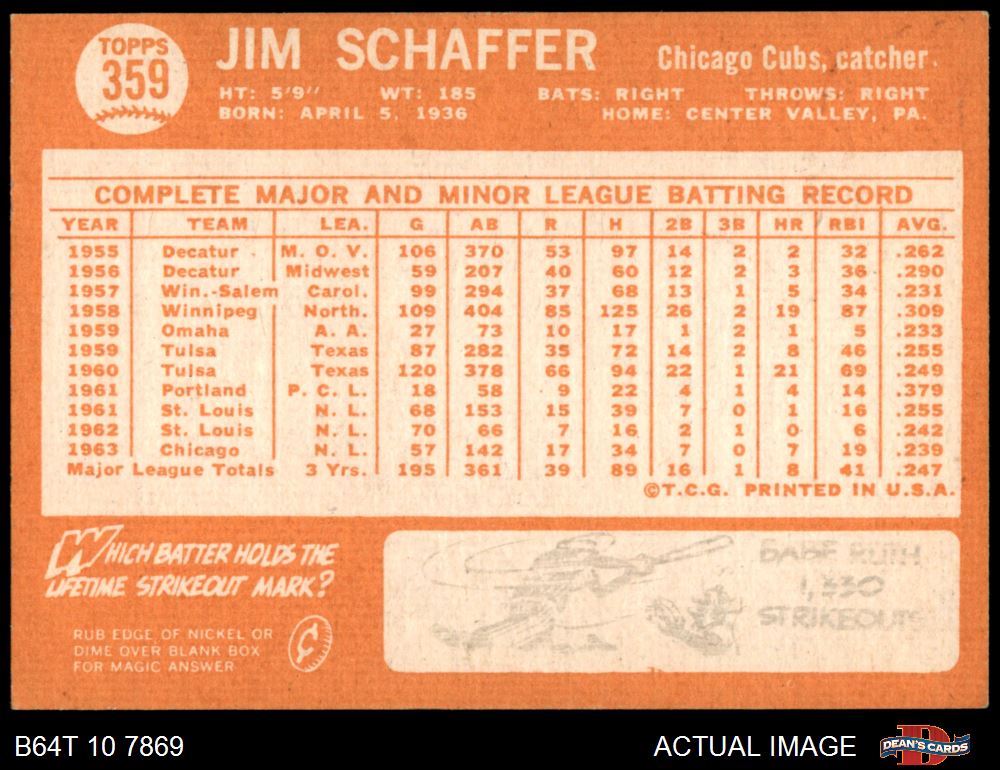 TOPPS
359
JIM SCHAFFER
Chicago Cubs, catcher.
HT: 5'9" WT: 185 BATS: RIGHT THROWS: RIGHT
BORN: APRIL 5, 1936 HOME: CENTER VALLEY, PA.
COMPLETE MAJOR AND MINOR LEAGUE BATTING RECORD
YEAR TEAM LEA. G AB R H 2B 3B HR RBI AVG.
1955 Decatur M. O. V. 106 370 53 97 14 2 2 32 .262
1956 Decatur Midwest 59 207 40 60 12 2 3 36 .290
1957 Win.-Salem Carol. 99 294 37 68 13 1 5 34 .231
1958 Winnipeg North. 109 404 85 125 26 2 19 87 .309
1959 Omaha A. A. 27 73 10 17 1 2 1 5 .233
1959 Tulsa Texas 87 282 35 72 14 2 8 46 .255
1960 Tulsa Texas 120 378 66 94 22 1 21 69 .249
1961 Portland P. C. L. 18 58 9 22 4 1 4 14 .379
1961 St. Louis N. L. 68 153 15 39 7 0 1 16 .255
1962 St. Louis N. L. 70 66 7 16 2 1 0 6 .242
1963 Chicago N. L. 57 142 17 34 7 0 7 19 .239
Major League Totals 3 Yrs. 195 361 39 89 16 1 8 41 .247
©T.C.G. PRINTED IN U.S.A.
WHICH BATTER HOLDS THE
LIFETIME STRIKEOUT MARK?
RUB EDGE OF NICKEL OR
DIME OVER BLANK BOX
FOR MAGIC ANSWER
BABE RUTH
1,330
STRIKEOUTS
B64T 10 7869
ACTUAL IMAGE
DEAN'S CARDS